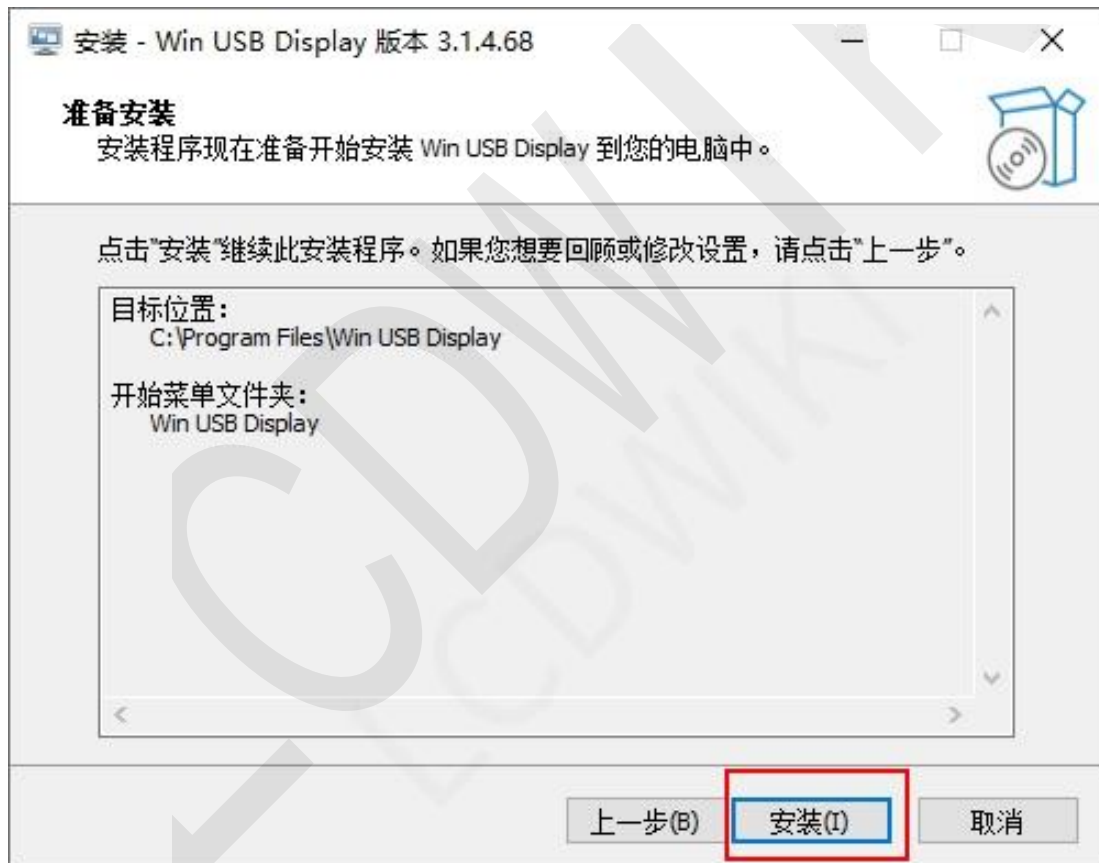 安装 - Win USB Display 版本 3.1.4.68
准备安装
安装程序现在准备开始安装 Win USB Display 到您的电脑中。
点击"安装"继续此安装程序。如果您想要回顾或修改设置，请点击"上一步"。
目标位置：
C:\Program Files\Win USB Display
开始菜单文件夹：
Win USB Display
上一步(B)
安装(I)
取消
LCDWIKI
LCDWIKI